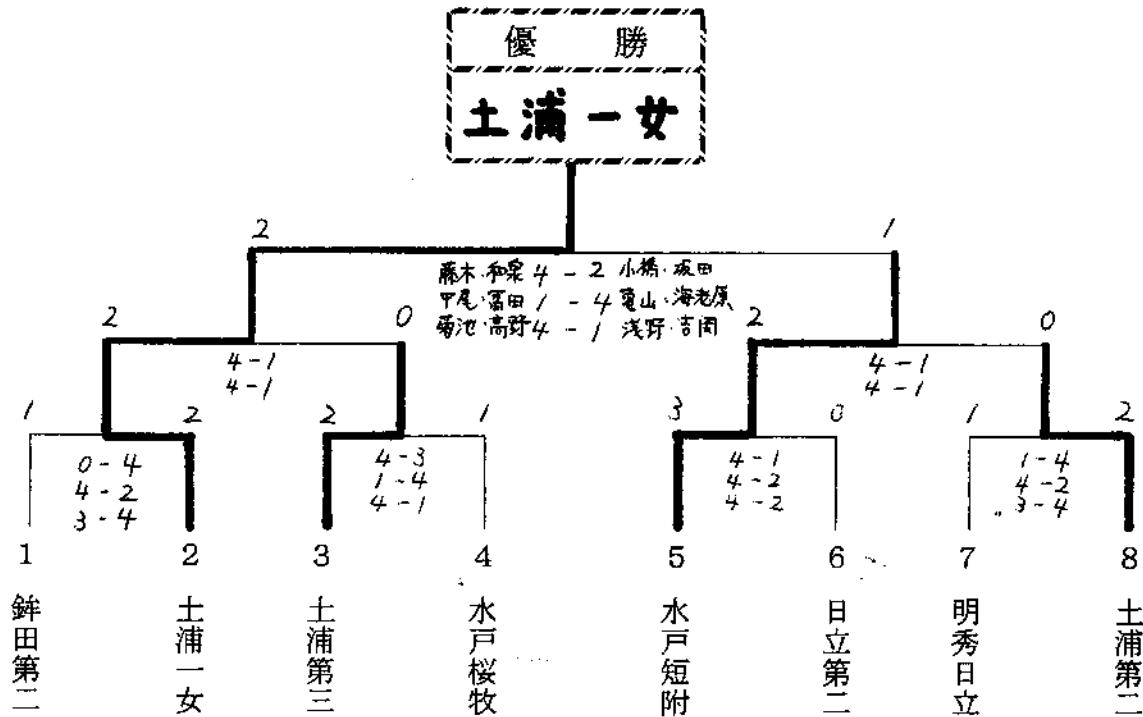 優勝
土浦一女
2 1
藤木・和泉 4 - 2 小橋・坂田
甲尾・冨田 1 - 4 亀山・海老原
菊池・高野 4 - 1 浅野・吉岡
2 0 2 0
4-1 4-1
4-1 4-1
1 2 2 1 3 0 1 2
0-4 4-3 4-1 1-4
4-2 1-4 4-2 4-2
3-4 4-1 4-2 3-4
1 2 3 4 5 6 7 8
鉾田第二
土浦一女
土浦第三
水戸桜牧
水戸短附
日立第二
明秀日立
土浦第二